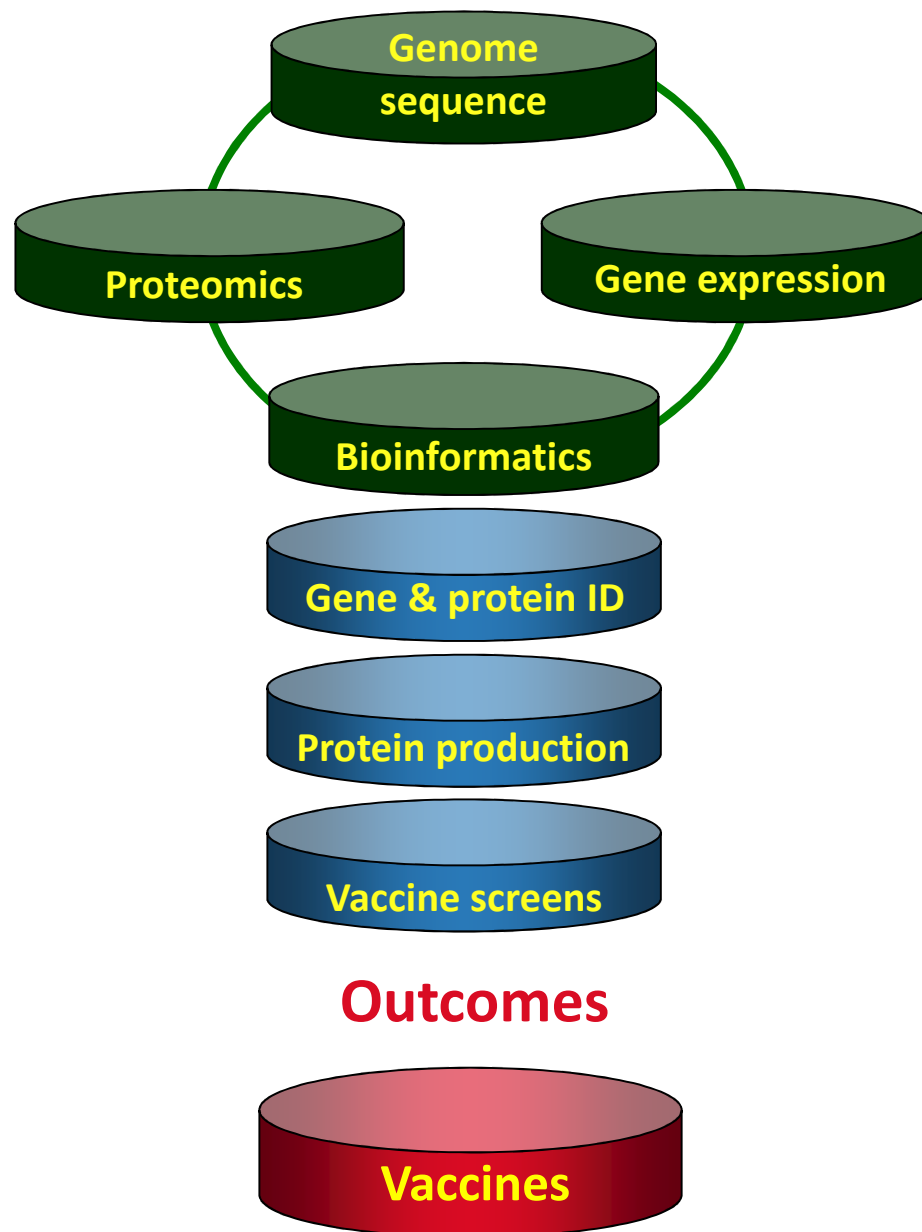 Genome
sequence
Proteomics
Gene expression
Bioinformatics
Gene & protein ID
Protein production
Vaccine screens
Outcomes
Vaccines